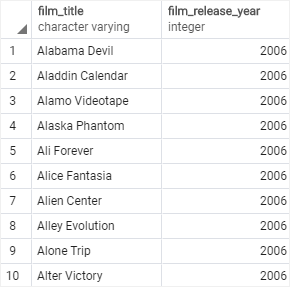 film_title film_release_year
character varying integer
1 Alabama Devil 2006
2 Aladdin Calendar 2006
3 Alamo Videotape 2006
4 Alaska Phantom 2006
5 Ali Forever 2006
6 Alice Fantasia 2006
7 Alien Center 2006
8 Alley Evolution 2006
9 Alone Trip 2006
10 Alter Victory 2006